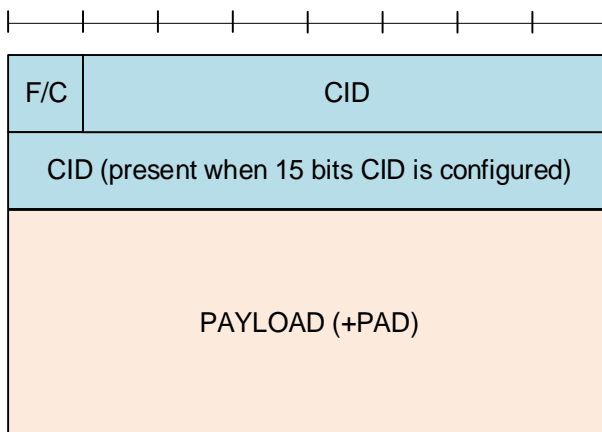 F/C CID
CID (present when 15 bits CID is configured)
PAYLOAD (+PAD)